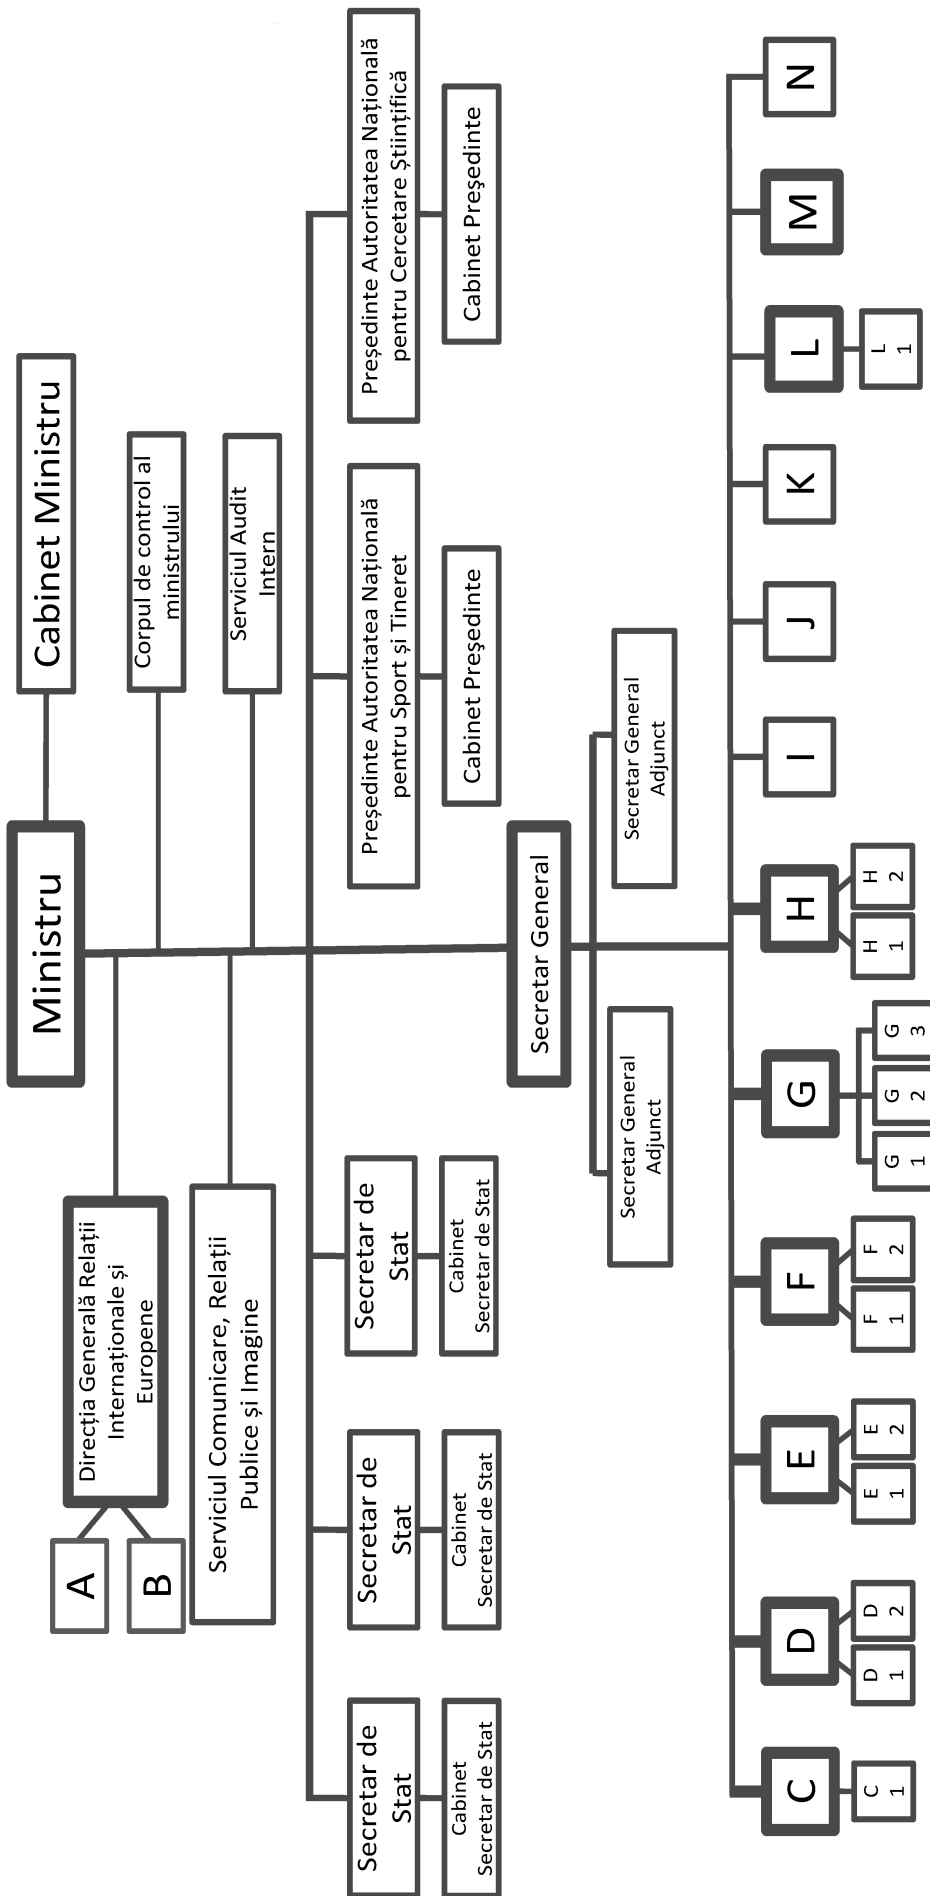 Ministru
Cabinet Ministru
Direcția Generală Relații
Internaționale și
Europene
A
B
Corpul de control al
ministrului
Serviciul Comunicare, Relații
Publice și Imagine
Serviciul Audit
Intern
Secretar de
Stat
Cabinet
Secretar de Stat
Secretar de
Stat
Cabinet
Secretar de Stat
Secretar de
Stat
Cabinet
Secretar de Stat
Președinte Autoritatea Națională
pentru Sport și Tineret
Cabinet Președinte
Președinte Autoritatea Națională
pentru Cercetare Științifică
Cabinet Preşedinte
Secretar General
Secretar General
Adjunct
Secretar General
Adjunct
C
D
E
F
G
H
I
J
K
L
M
N
C
1
D
1
D
2
E
1
E
2
F
1
F
2
G
1
G
2
G
3
H
1
H
2
L
1